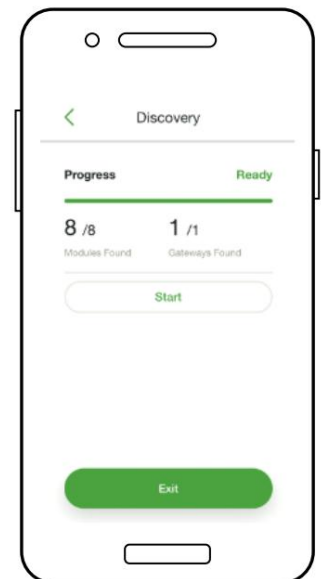 Discovery
Progress Ready
8 /8 1 /1
Modules Found Gateways Found
Start
Exit